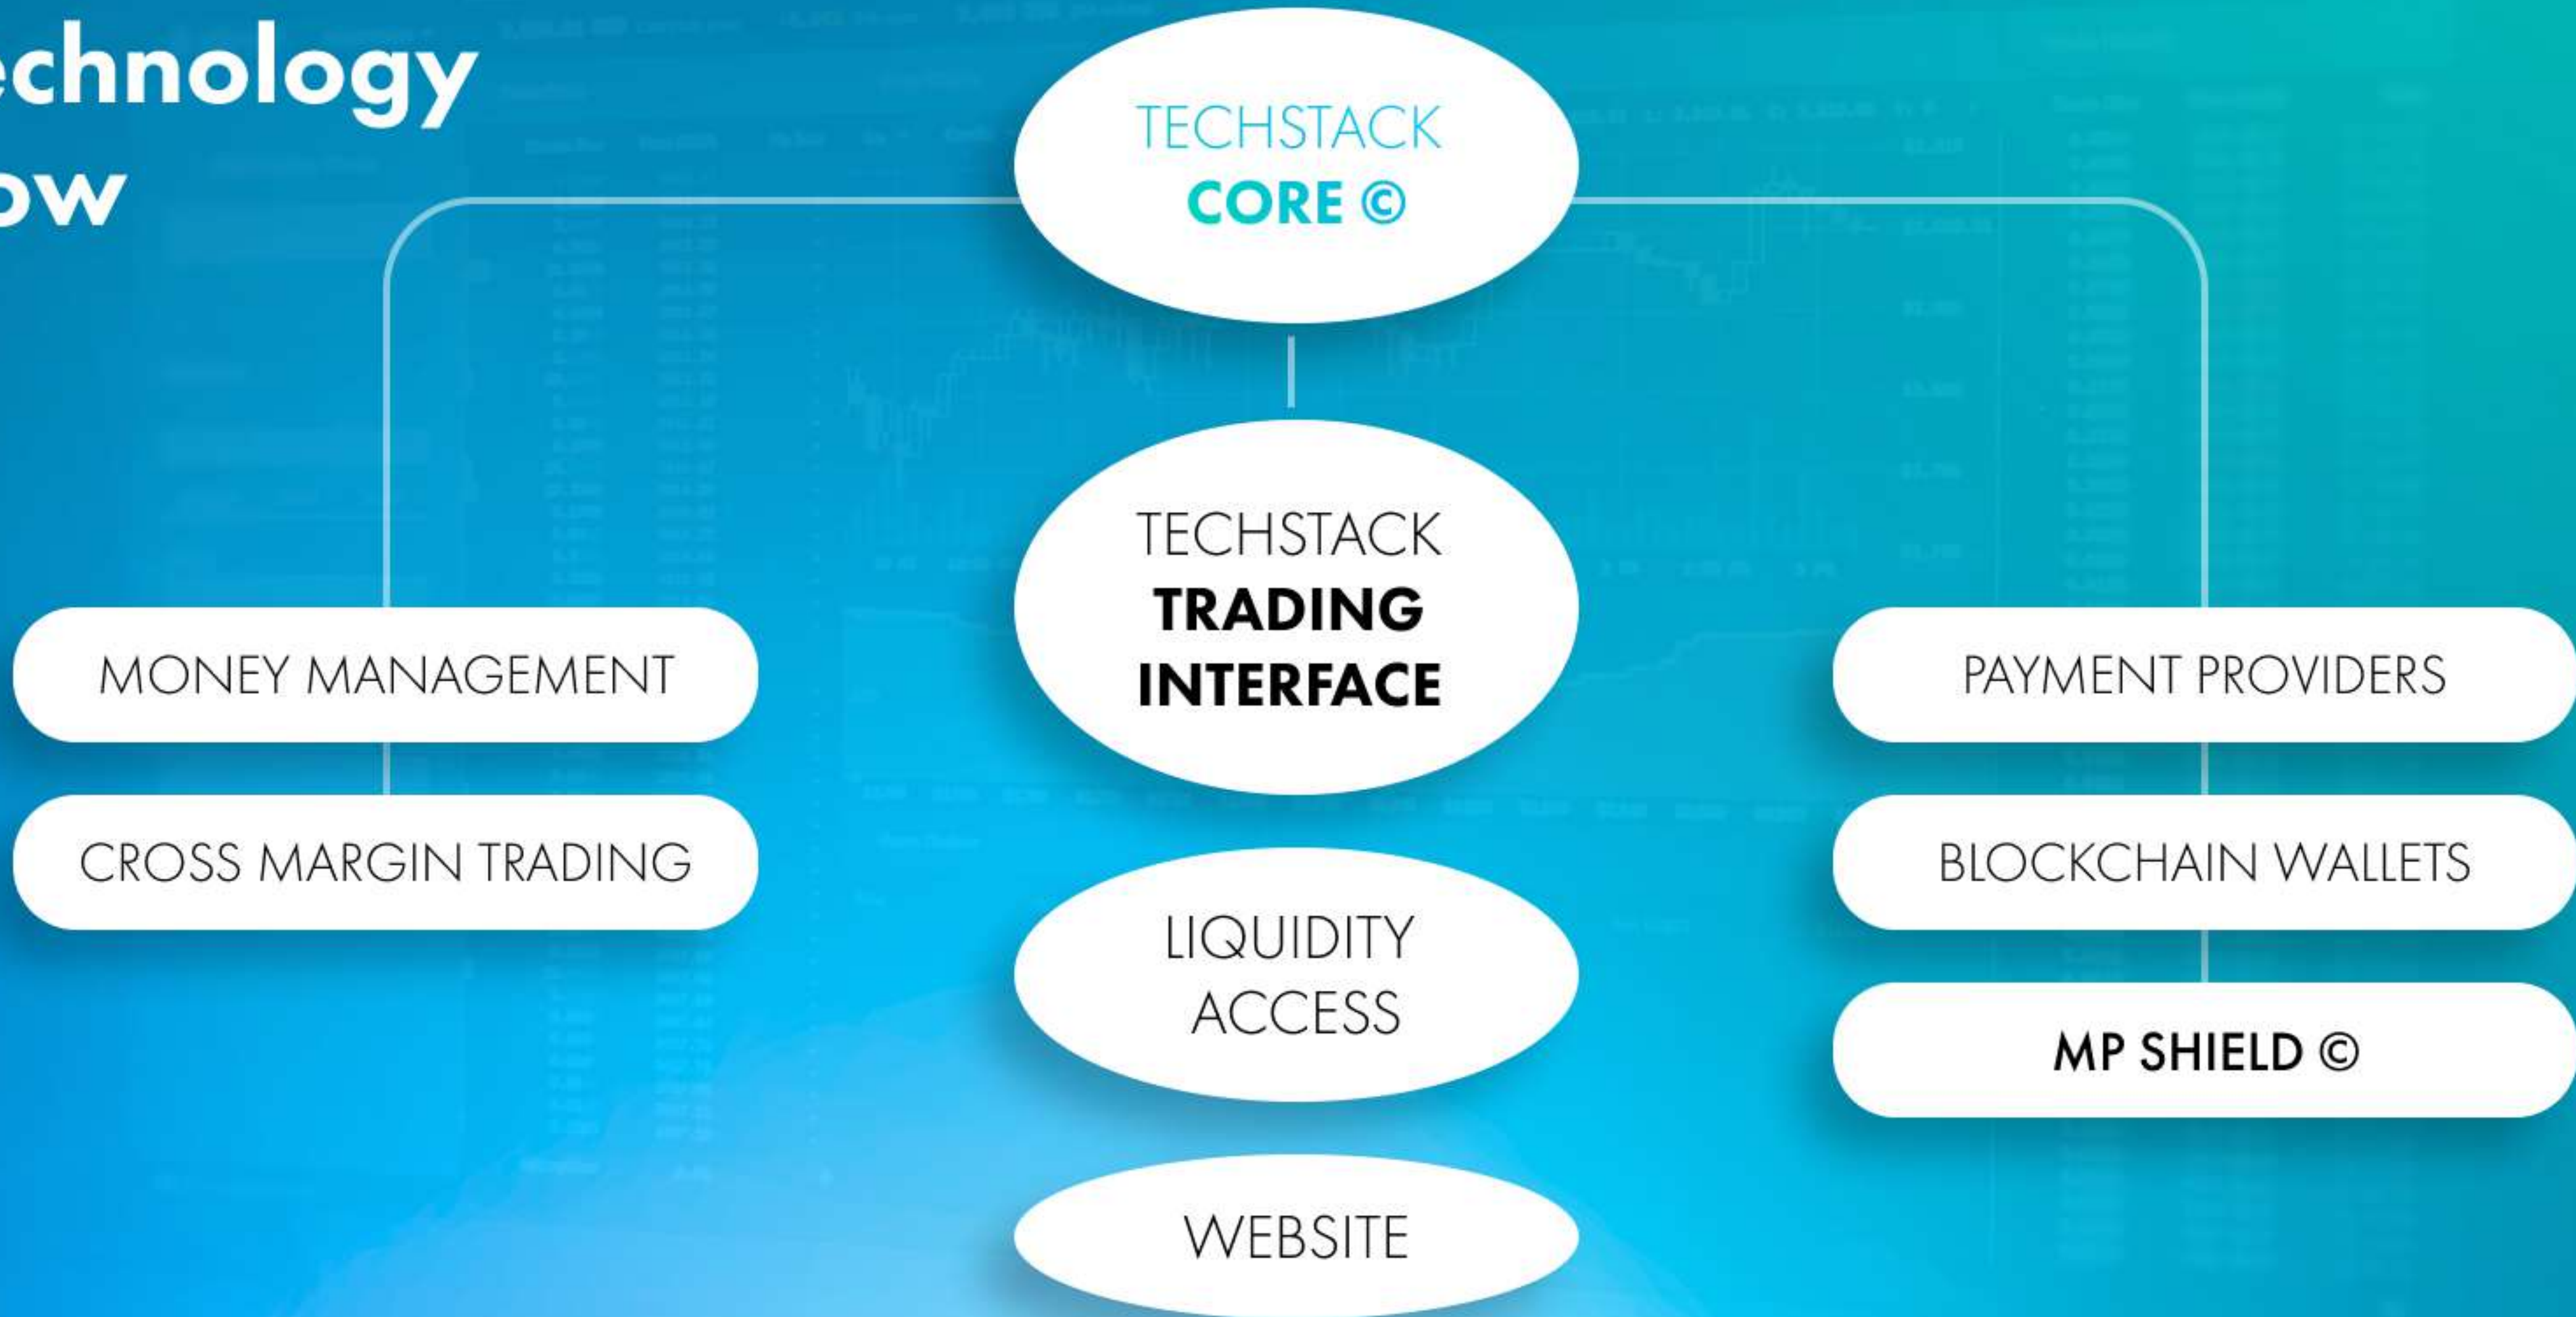 echnology
ow
TECHSTACK
CORE ©
TECHSTACK
TRADING
INTERFACE
MONEY MANAGEMENT
CROSS MARGIN TRADING
LIQUIDITY
ACCESS
WEBSITE
PAYMENT PROVIDERS
BLOCKCHAIN WALLETS
MP SHIELD ©